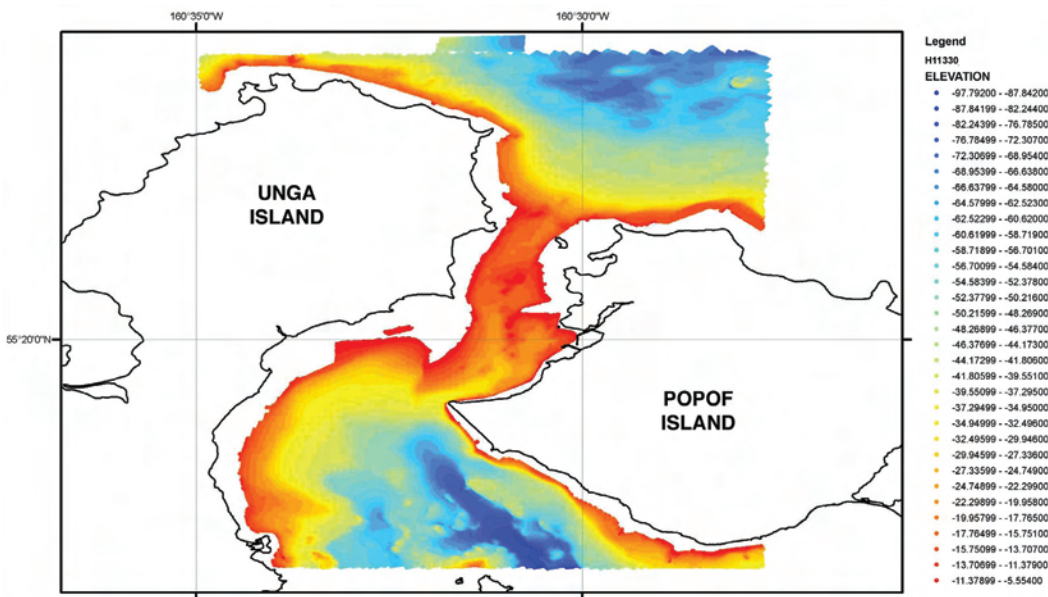 160°35'0"W
160°30'0"W
55°20'0"N
UNGA
ISLAND
POPOF
ISLAND
Legend
H11330
ELEVATION
-97.79200 - -87.84200
-87.84199 - -82.24400
-82.24399 - -76.78500
-76.78499 - -72.30700
-72.30699 - -68.95400
-68.95399 - -66.63800
-66.63799 - -64.58000
-64.57999 - -62.52300
-62.52299 - -60.62000
-60.61999 - -58.71900
-58.71899 - -56.70100
-56.70099 - -54.58400
-54.58399 - -52.37800
-52.37799 - -50.21600
-50.21599 - -48.26900
-48.26899 - -46.37700
-46.37699 - -44.17300
-44.17299 - -41.80600
-41.80599 - -39.55100
-39.55099 - -37.29500
-37.29499 - -34.95000
-34.94999 - -32.49600
-32.49599 - -29.94600
-29.94599 - -27.33600
-27.33599 - -24.74900
-24.74899 - -22.29900
-22.29899 - -19.95800
-19.95799 - -17.76500
-17.76499 - -15.75100
-15.75099 - -13.70700
-13.70699 - -11.37900
-11.37899 - -5.55400